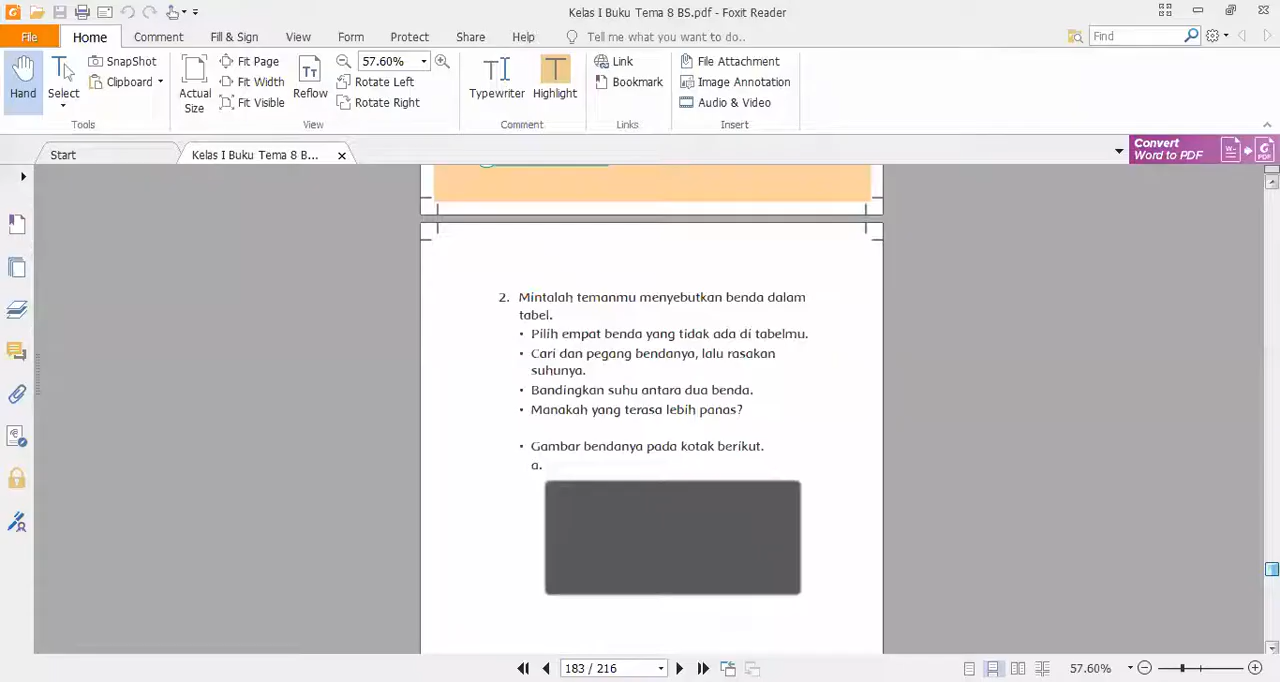 Kelas I Buku Tema 8 BS.pdf - Foxit Reader
File Home Comment Fill & Sign View Form Protect Share Help Tell me what you want to do.. Find
Hand
Select
SnapShot
Clipboard
Tools
Actual Size
Fit Page
Fit Width
Fit Visible
Reflow
57.60%
Rotate Left
Rotate Right
View
Typewriter
Highlight
Comment
Link
Bookmark
Links
File Attachment
Image Annotation
Audio & Video
Insert
Start
Kelas I Buku Tema 8 B...
Convert
Word to PDF
2. Mintalah temanmu menyebutkan benda dalam
tabel.
• Pilih empat benda yang tidak ada di tabelmu.
• Cari dan pegang bendanya, lalu rasakan
suhunya.
• Bandingkan suhu antara dua benda.
• Manakah yang terasa lebih panas?
• Gambar bendanya pada kotak berikut.
a.
183 / 216
57.60%